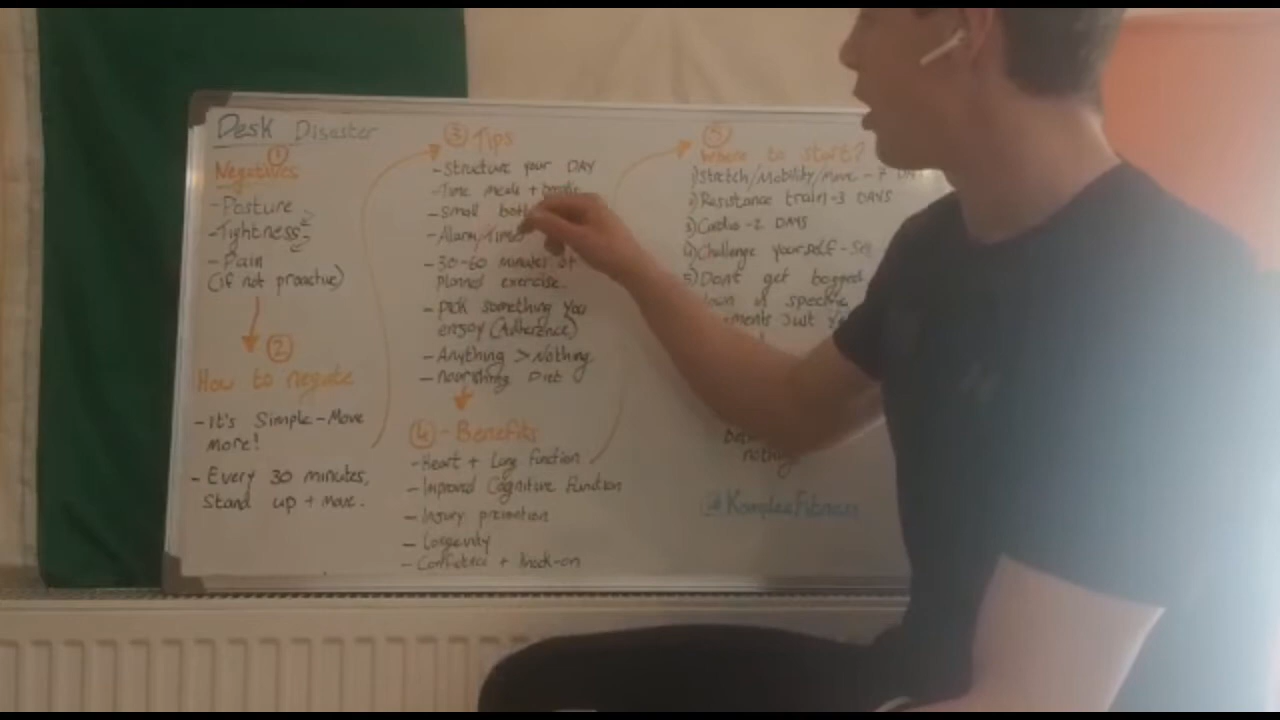 Desk Disaster
①
Negatives
- Posture
- Tightness
- Pain
(if not proactive)
②
How to negate
- It's Simple - Move
more!
- Every 30 minutes,
Stand up + move.
③ Tips
- Structure your DAY
- Time meals +
- Small
- Alarm/Timer
- 30-60 minutes of
planned exercise.
- Pick something you
enjoy (Adherence)
- Anything > Nothing
- nourishing Diet
④ - Benefits
- Heart + Lung function
- Improved Cognitive Function
- Injury prevention
- Longevity
- Confidence + knock-on
⑤
Where to start?
1) Stretch/Mobility/Move - 7
2) Resistance train - 3 DAYS
3) Cardio - 2 DAYS
4) Challenge yourself -
5) Don't get bogged
down in specific
Just
nothing
@KomplexFitness